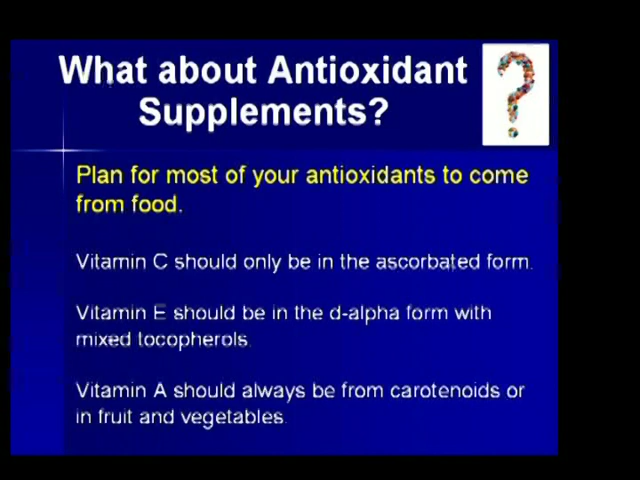 What about Antioxidant
Supplements?
Plan for most of your antioxidants to come
from food.
Vitamin C should only be in the ascorbated form.
Vitamin E should be in the d-alpha form with
mixed tocopherols.
Vitamin A should always be from carotenoids or
in fruit and vegetables.